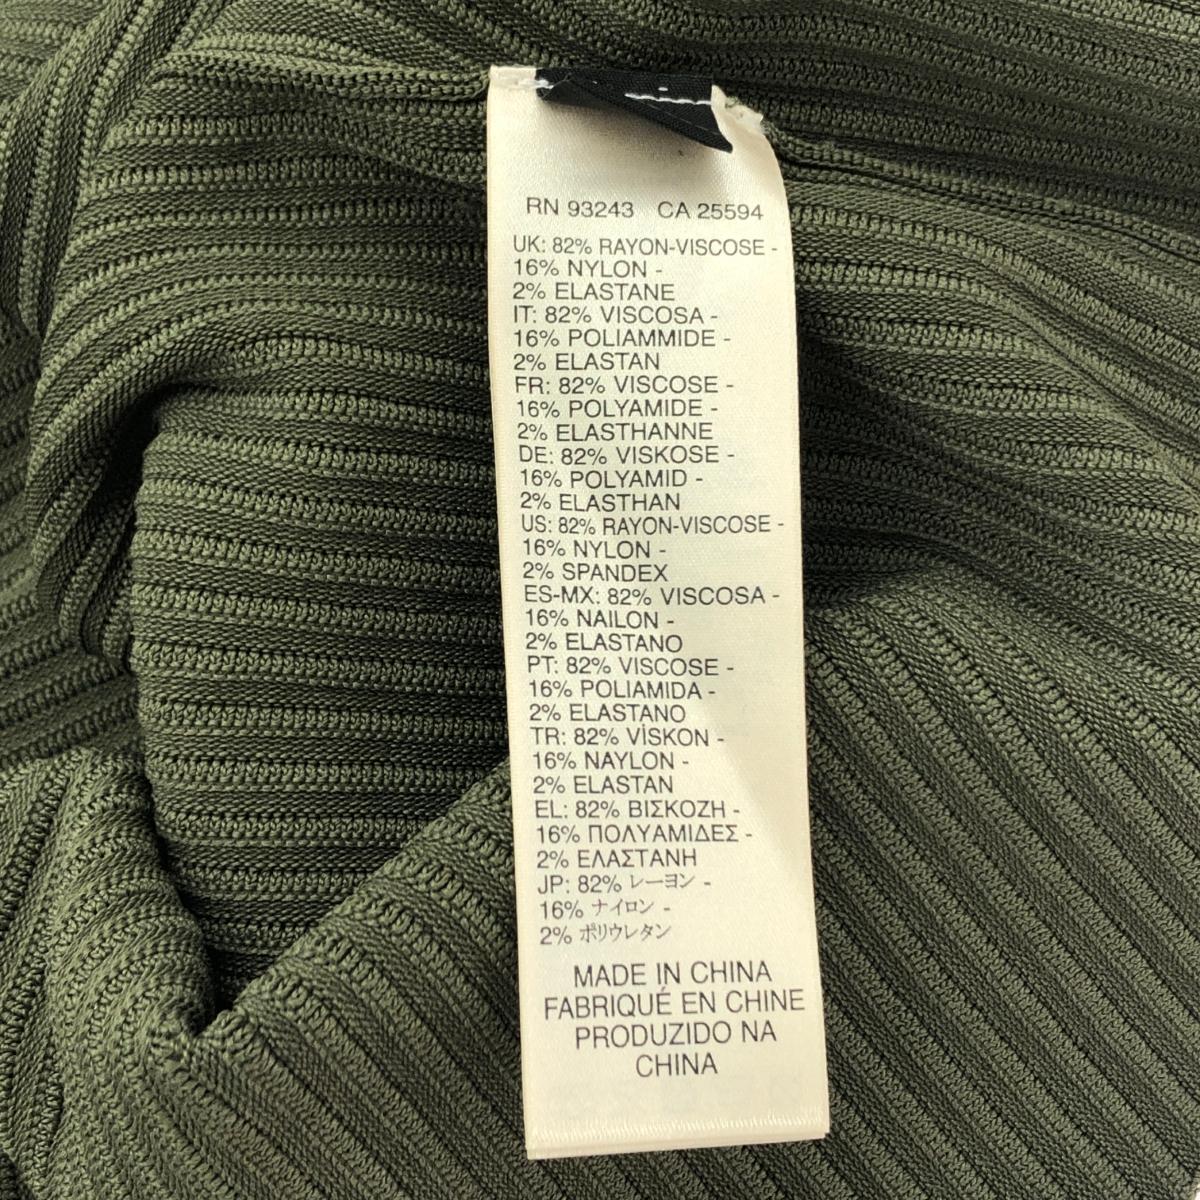 RN 93243 CA 25594
UK: 82% RAYON-VISCOSE -
16% NYLON -
2% ELASTANE
IT: 82% VISCOSA -
16% POLIAMMIDE -
2% ELASTAN
FR: 82% VISCOSE -
16% POLYAMIDE -
2% ELASTHANNE
DE: 82% VISKOSE -
16% POLYAMID -
2% ELASTHAN
US: 82% RAYON-VISCOSE -
16% NYLON -
2% SPANDEX
ES-MX: 82% VISCOSA -
16% NAILON -
2% ELASTANO
PT: 82% VISCOSE -
16% POLIAMIDA -
2% ELASTANO
TR: 82% VİSKON -
16% NAYLON -
2% ELASTAN
EL: 82% ΒΙΣΚΟΖΗ -
16% ΠΟΛΥΑΜΙΔΕΣ -
2% ΕΛΑΣΤΑΝΗ
JP: 82% レーヨン -
16% ナイロン -
2% ポリウレタン
MADE IN CHINA
FABRIQUÉ EN CHINE
PRODUZIDO NA
CHINA